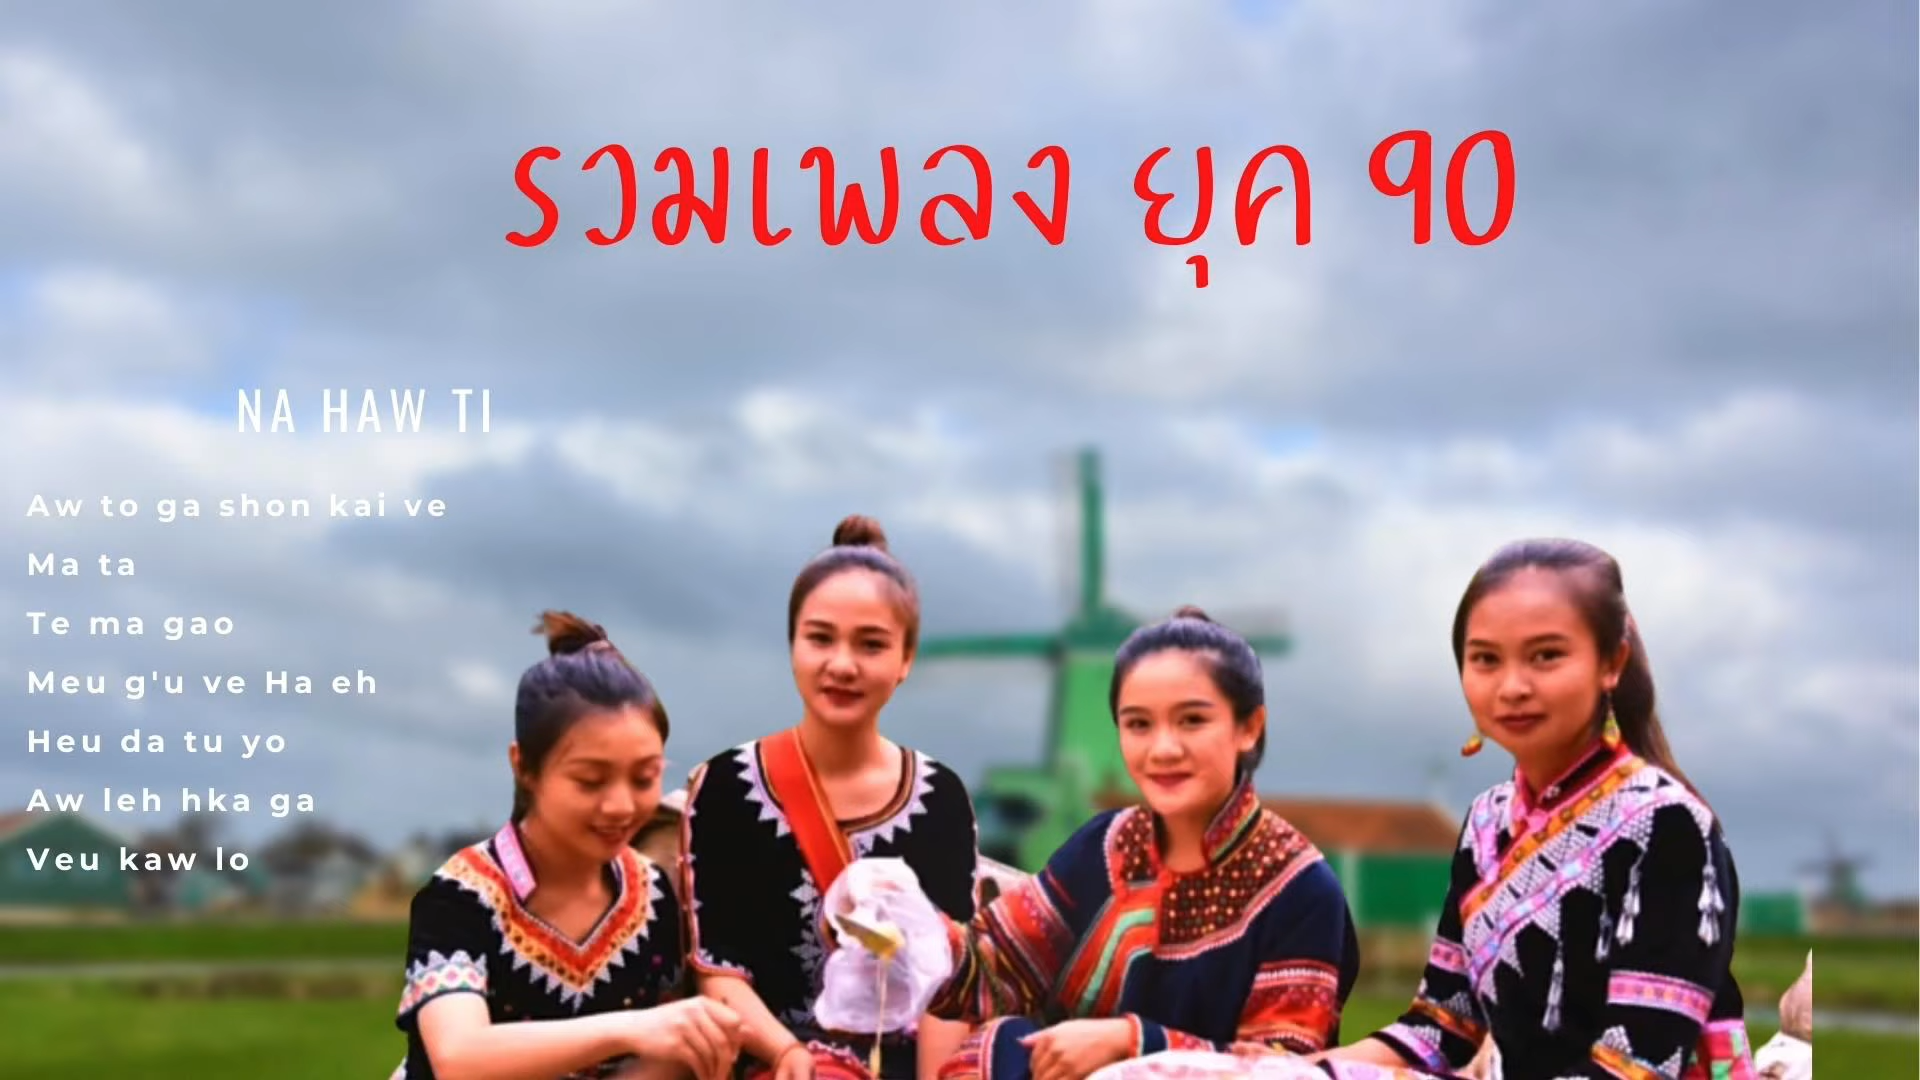 รวมเพลง ยุค 90
NA HAW TI
Aw to ga shon kai ve
Ma ta
Te ma gao
Meu g'u ve Ha eh
Heu da tu yo
Aw leh hka ga
Veu kaw lo